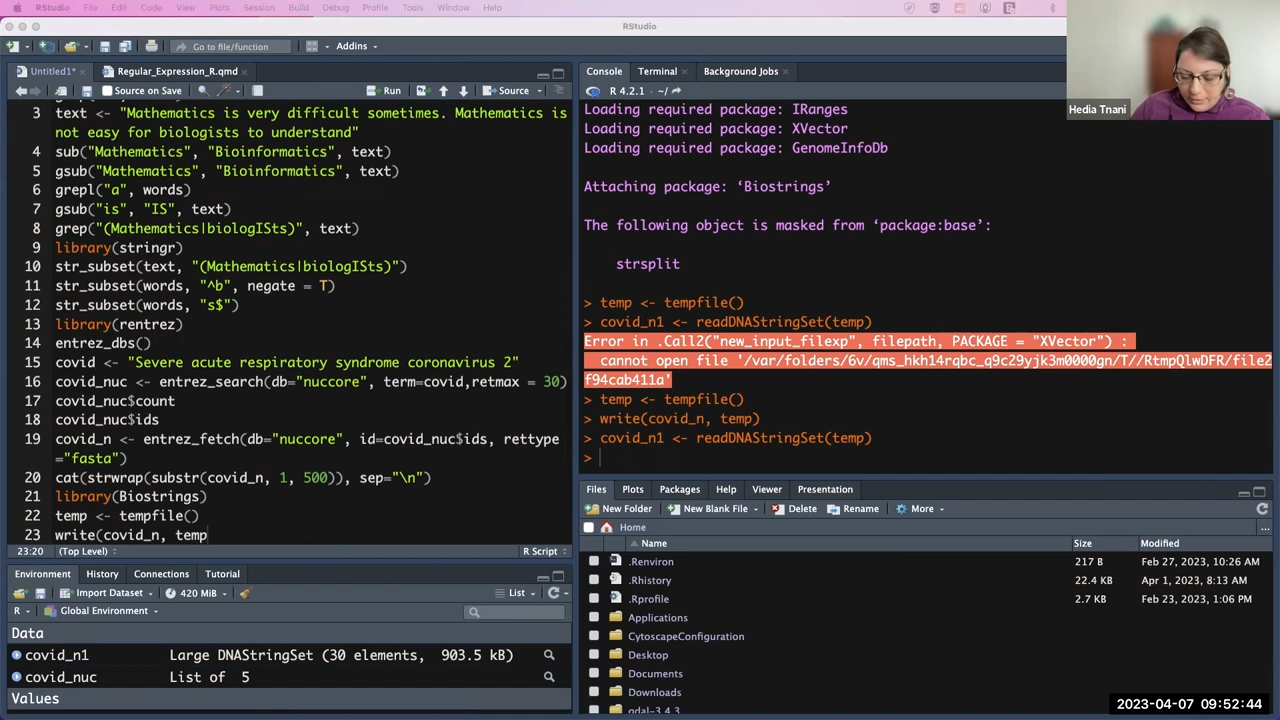 RStudio File Edit Code View Plots Session Build Debug Profile Tools Window Help
RStudio
Go to file/function Addins
Untitled1* Regular_Expression_R.qmd
Source on Save Run Source
3 text <- "Mathematics is very difficult sometimes. Mathematics is
not easy for biologists to understand"
4 sub("Mathematics", "Bioinformatics", text)
5 gsub("Mathematics", "Bioinformatics", text)
6 grepl("a", words)
7 gsub("is", "IS", text)
8 grep("(Mathematics|biologISts)", text)
9 library(stringr)
10 str_subset(text, "(Mathematics|biologISts)")
11 str_subset(words, "^b", negate = T)
12 str_subset(words, "s$")
13 library(rentrez)
14 entrez_dbs()
15 covid <- "Severe acute respiratory syndrome coronavirus 2"
16 covid_nuc <- entrez_search(db="nuccore", term=covid,retmax = 30)
17 covid_nuc$count
18 covid_nuc$ids
19 covid_n <- entrez_fetch(db="nuccore", id=covid_nuc$ids, rettype
="fasta")
20 cat(strwrap(substr(covid_n, 1, 500)), sep="\n")
21 library(Biostrings)
22 temp <- tempfile()
23 write(covid_n, temp
23:20 (Top Level) R Script
Environment History Connections Tutorial
Import Dataset 420 MiB List
R Global Environment
Data
covid_n1 Large DNAStringSet (30 elements, 903.5 kB)
covid_nuc List of 5
Values
Console Terminal Background Jobs
R 4.2.1 · ~/
Loading required package: IRanges
Loading required package: XVector
Loading required package: GenomeInfoDb
Attaching package: ‘Biostrings’
The following object is masked from ‘package:base’:
strsplit
> temp <- tempfile()
> covid_n1 <- readDNAStringSet(temp)
Error in .Call2("new_input_filexp", filepath, PACKAGE = "XVector") :
cannot open file '/var/folders/6v/qms_hkh14rqbc_q9c29yjk3m0000gn/T//RtmpQlwDFR/file2
f94cab411a'
> temp <- tempfile()
> write(covid_n, temp)
> covid_n1 <- readDNAStringSet(temp)
>
Files Plots Packages Help Viewer Presentation
New Folder New Blank File Delete Rename More
Home
Name Size Modified
.Renviron 217 B Feb 27, 2023, 10:26 AM
.Rhistory 22.4 KB Apr 1, 2023, 8:13 AM
.Rprofile 2.7 KB Feb 23, 2023, 1:06 PM
Applications
CytoscapeConfiguration
Desktop
Documents
Downloads
gdal-3.4.3
Hedia Tnani
2023-04-07 09:52:44